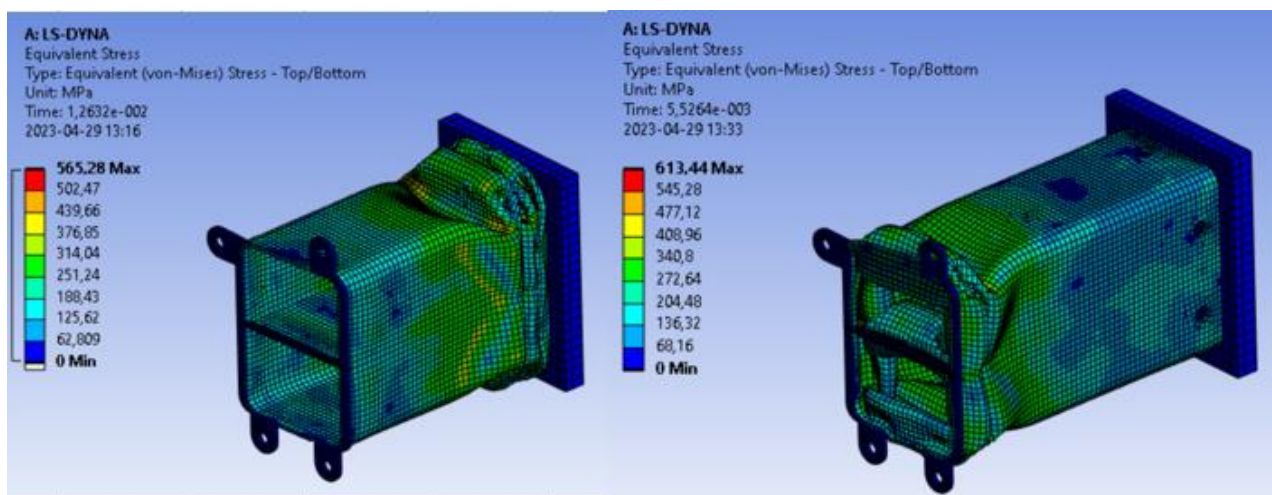 A: LS-DYNA
Equivalent Stress
Type: Equivalent (von-Mises) Stress - Top/Bottom
Unit: MPa
Time: 1,2632e-002
2023-04-29 13:16
565,28 Max
502,47
439,66
376,85
314,04
251,24
188,43
125,62
62,809
0 Min
A: LS-DYNA
Equivalent Stress
Type: Equivalent (von-Mises) Stress - Top/Bottom
Unit: MPa
Time: 5,5264e-003
2023-04-29 13:33
613,44 Max
545,28
477,12
408,96
340,8
272,64
204,48
136,32
68,16
0 Min